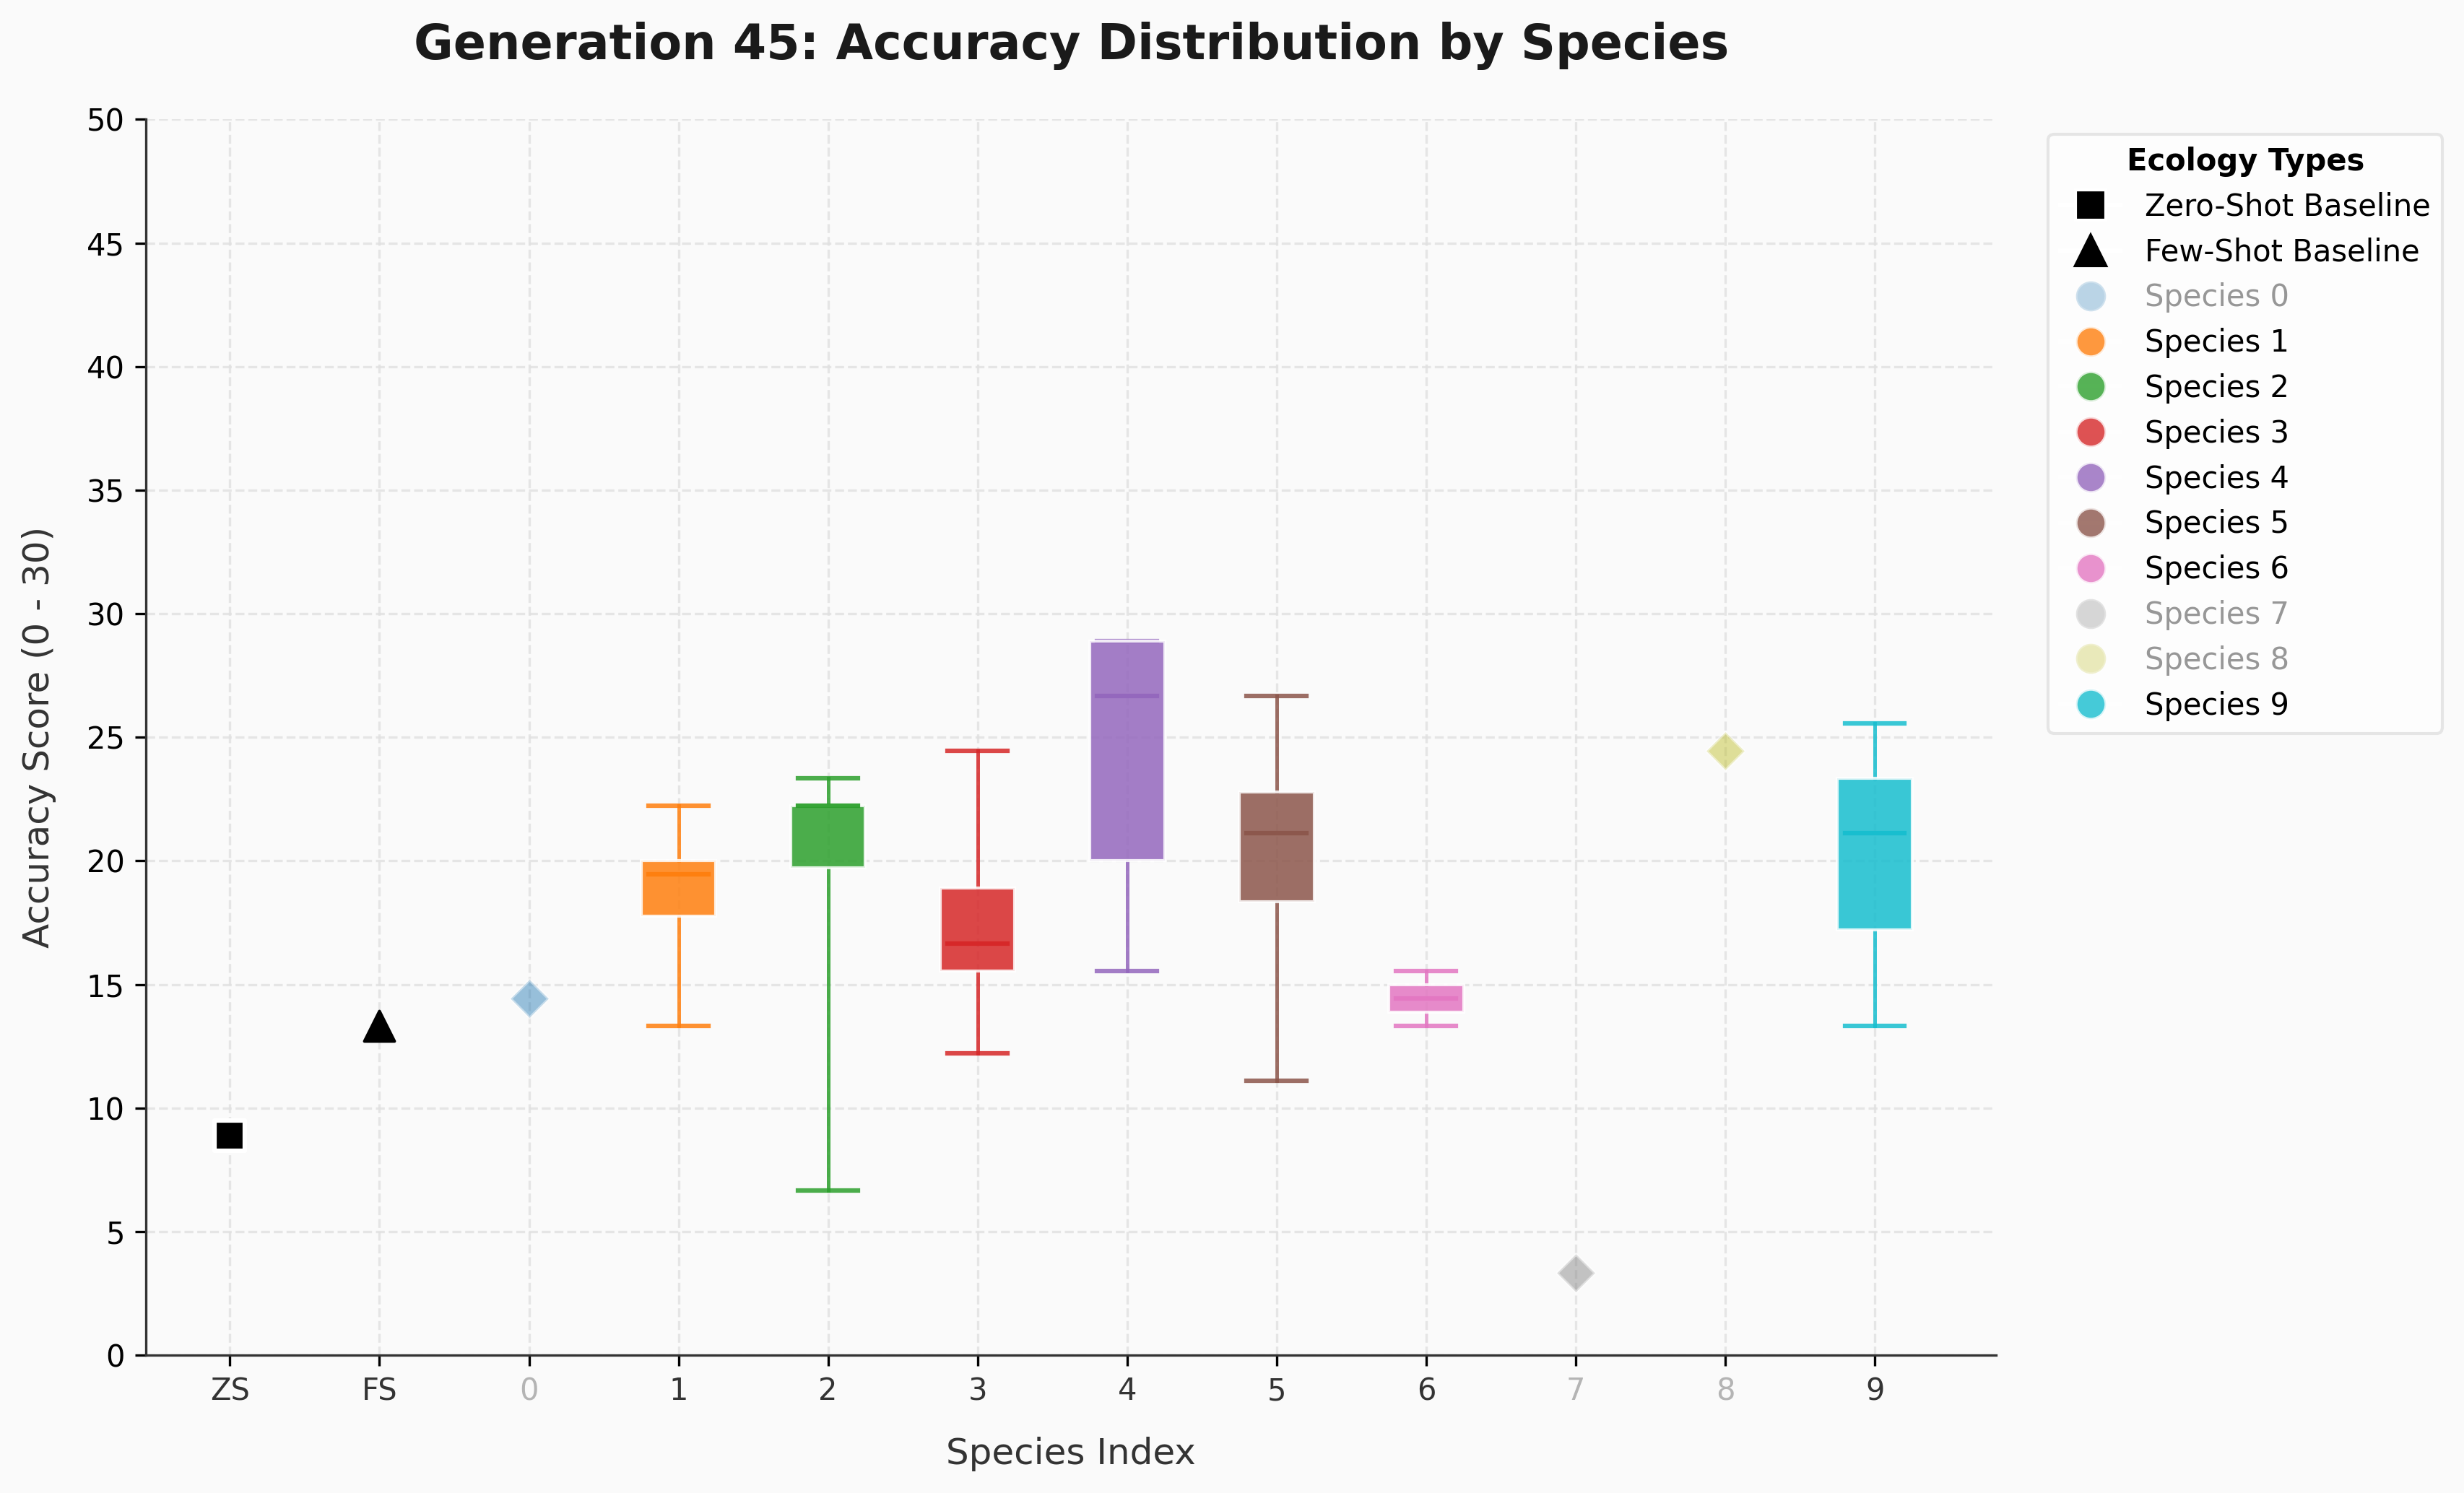 Generation 45: Accuracy Distribution by Species
50
45
40
35
30
25
20
15
10
5
0
Accuracy Score (0 - 30)
ZS FS 0 1 2 3 4 5 6 7 8 9
Species Index
Ecology Types
Zero-Shot Baseline
Few-Shot Baseline
Species 0
Species 1
Species 2
Species 3
Species 4
Species 5
Species 6
Species 7
Species 8
Species 9